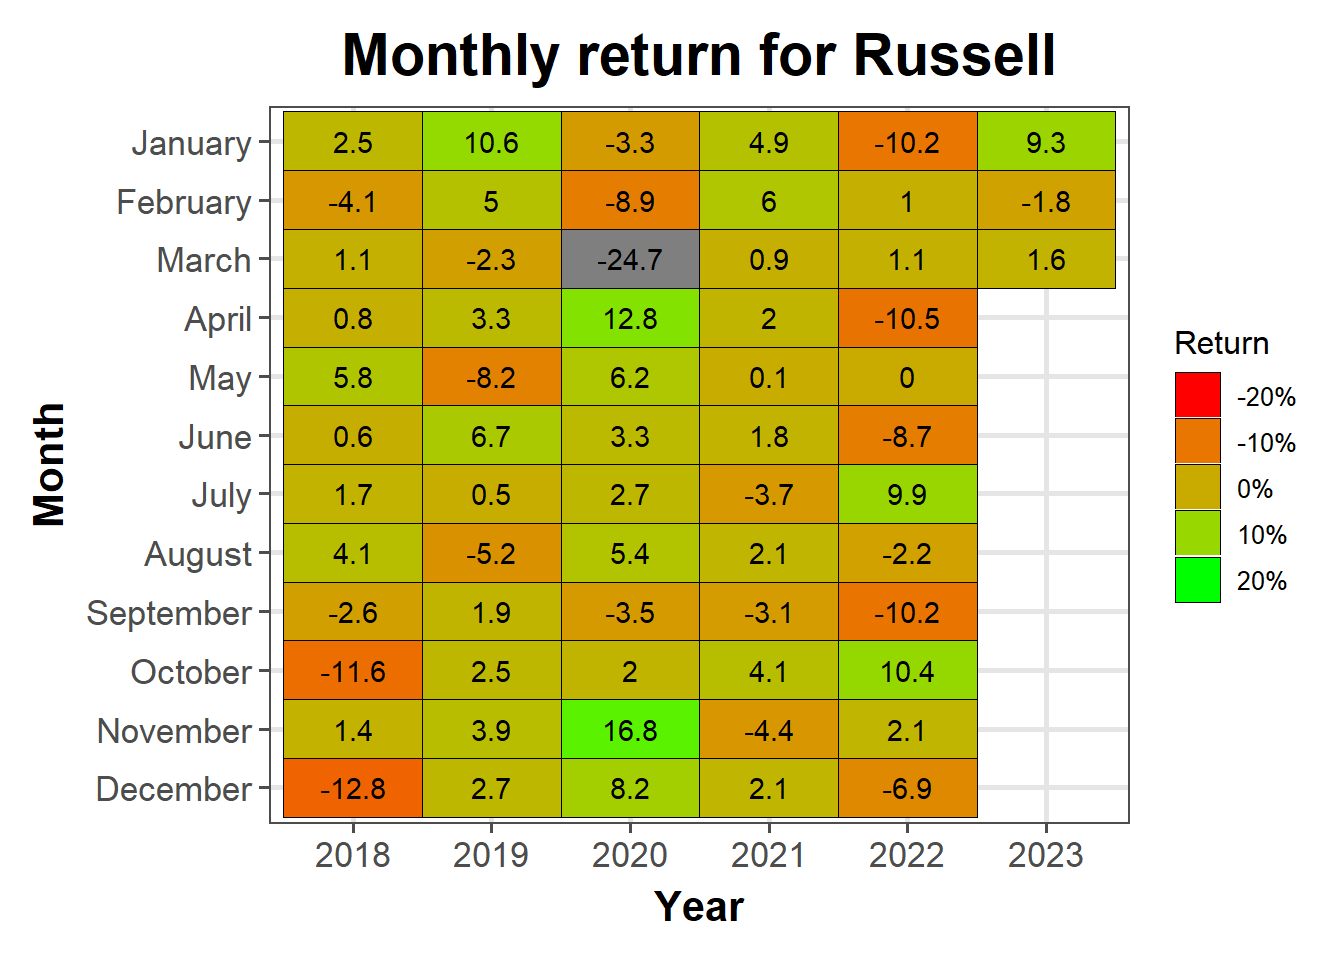 Monthly return for Russell
January 2.5 10.6 -3.3 4.9 -10.2 9.3
February -4.1 5 -8.9 6 1 -1.8
March 1.1 -2.3 -24.7 0.9 1.1 1.6
April 0.8 3.3 12.8 2 -10.5
May 5.8 -8.2 6.2 0.1 0
June 0.6 6.7 3.3 1.8 -8.7
July 1.7 0.5 2.7 -3.7 9.9
August 4.1 -5.2 5.4 2.1 -2.2
September -2.6 1.9 -3.5 -3.1 -10.2
October -11.6 2.5 2 4.1 10.4
November 1.4 3.9 16.8 -4.4 2.1
December -12.8 2.7 8.2 2.1 -6.9
2018 2019 2020 2021 2022 2023
Year
Month
Return
-20%
-10%
0%
10%
20%